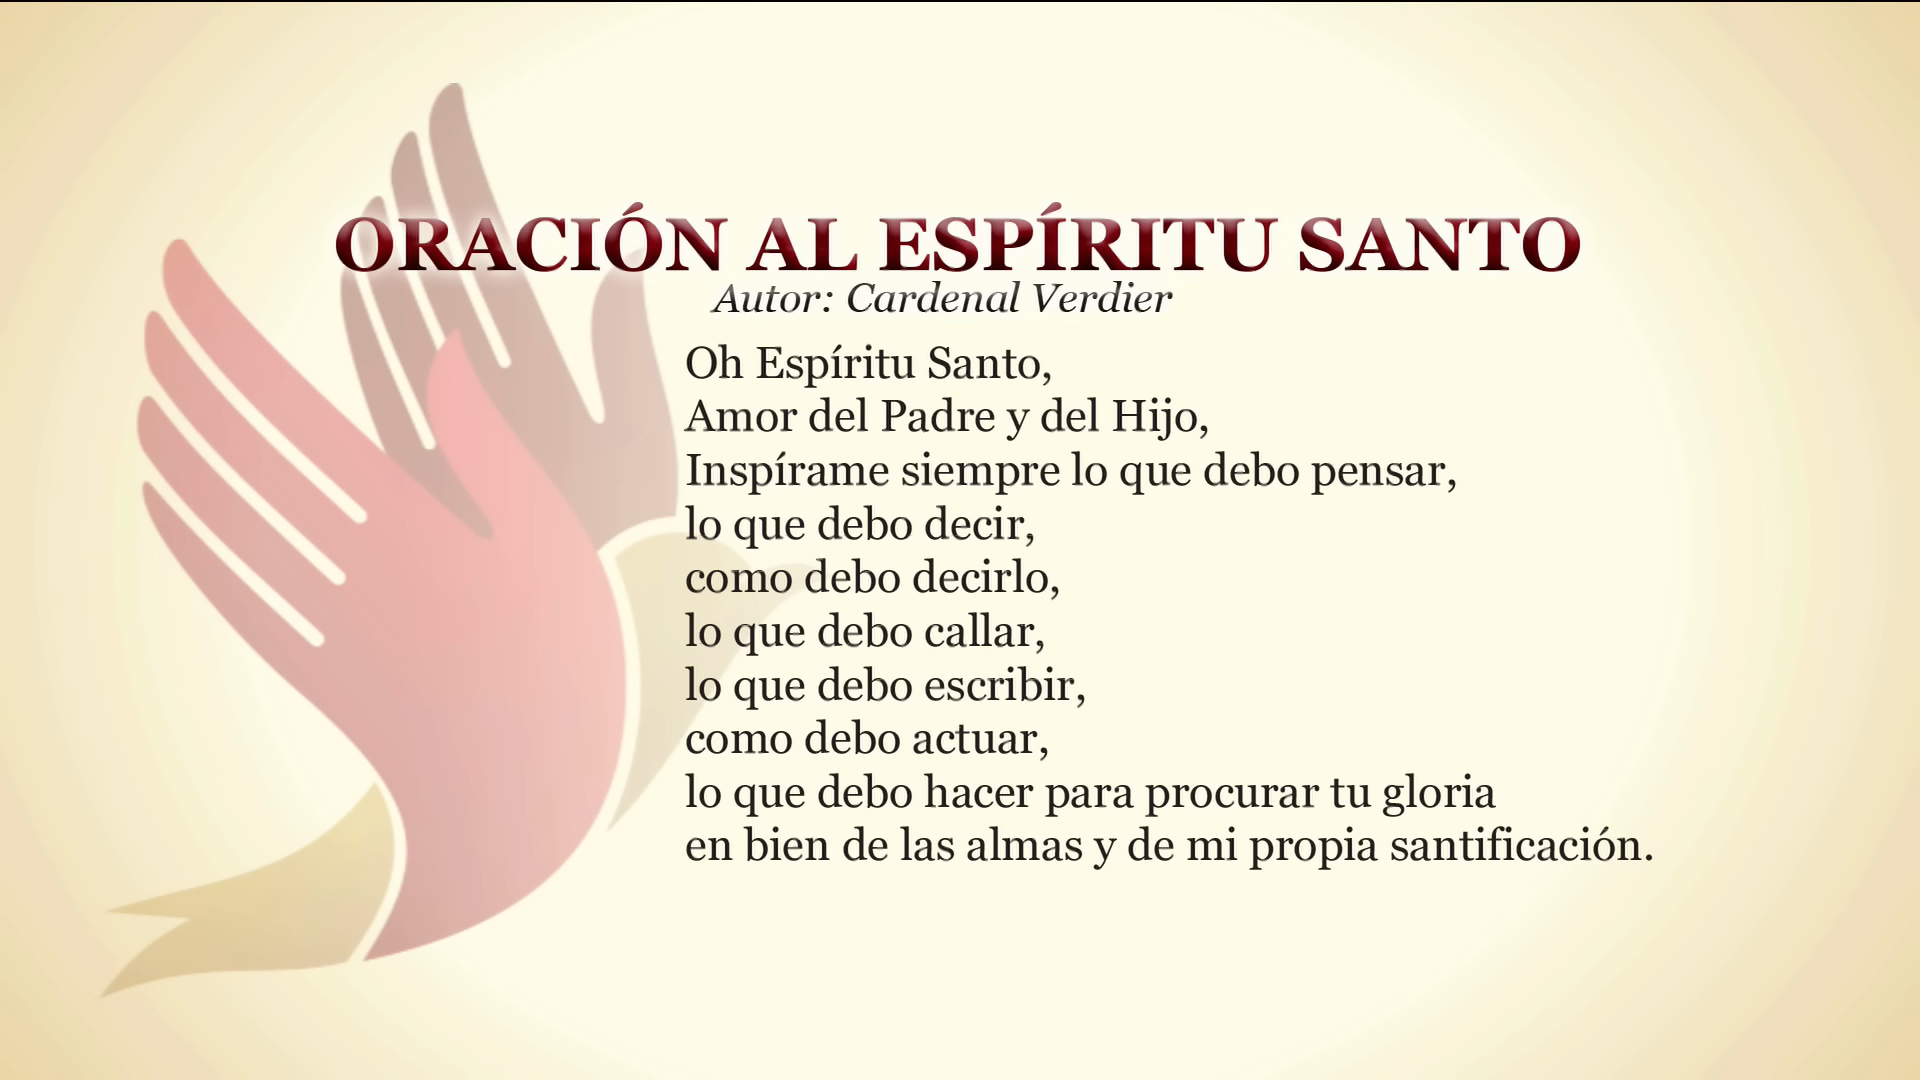 ORACIÓN AL ESPÍRITU SANTO
Autor: Cardenal Verdier
Oh Espíritu Santo,
Amor del Padre y del Hijo,
Inspírame siempre lo que debo pensar,
lo que debo decir,
como debo decirlo,
lo que debo callar,
lo que debo escribir,
como debo actuar,
lo que debo hacer para procurar tu gloria
en bien de las almas y de mi propia santificación.